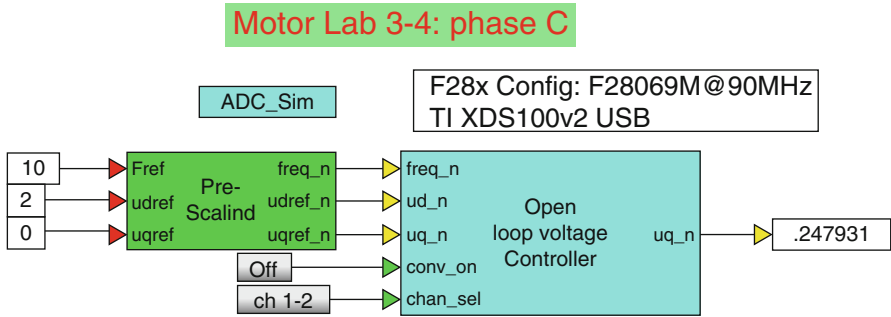 Motor Lab 3-4: phase C
ADC_Sim
F28x Config: F28069M@90MHz
TI XDS100v2 USB
10
2
0
Fref
udref
uqref
Pre-
Scalind
freq_n
udref_n
uqref_n
Off
ch 1-2
freq_n
ud_n
uq_n
conv_on
chan_sel
Open
loop voltage
Controller
uq_n
.247931